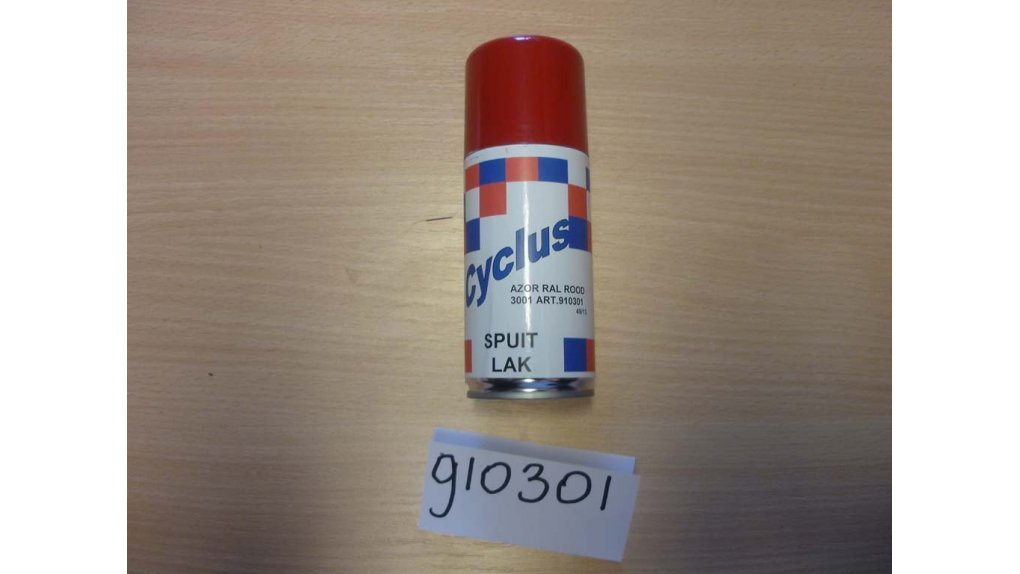 Cyclus
AZOR RAL ROOD
3001 ART.910301
SPUIT
LAK
910301